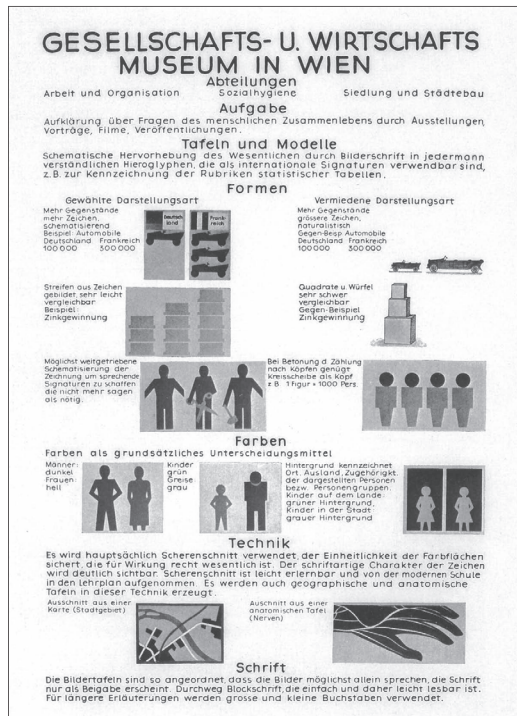 GESELLSCHAFTS- U. WIRTSCHAFTS
MUSEUM IN WIEN
Abteilungen
Arbeit und Organisation Sozialhygiene Siedlung und Städtebau
Aufgabe
Aufklärung über Fragen des menschlichen Zusammenlebens durch Ausstellungen,
Vorträge, Filme, Veröffentlichungen.
Tafeln und Modelle
Schematische Hervorhebung des Wesentlichen durch Bilderschrift in jedermann
verständlichen Hieroglyphen, die als internationale Signaturen verwendbar sind,
z.B. zur Kennzeichnung der Rubriken statistischer Tabellen.
Formen
Gewählte Darstellungsart
Mehr Gegenstände
mehr Zeichen,
schematisierend
Beispiel: Automobile
Deutschland Frankreich
100 000 300 000
Deutsch
land
Frank
reich
Vermiedene Darstellungsart
Mehr Gegenstände
grössere Zeichen,
naturalistisch
Gegen-Beisp. Automobile
Deutschland Frankreich
100 000 300 000
Streifen aus Zeichen
gebildet, sehr leicht
vergleichbar
Beispiel:
Zinkgewinnung
Quadrate u. Würfel
sehr schwer
vergleichbar
Gegen-Beispiel
Zinkgewinnung
Möglichst weitgetriebene
Schematisierung der
Zeichnung um sprechende
Signaturen zu schaffen
die nicht mehr sagen
als nötig.
Bei Betonung d. Zählung
nach Köpfen genügt
Kreisscheibe als Kopf
z.B. 1 Figur = 1000 Pers.
Farben
Farben als grundsätzliches Unterscheidungsmittel
Männer:
dunkel
Frauen:
hell
Kinder
grün
Greise
grau
Hintergrund kennzeichnet
Ort, Ausland, Zugehörigkt.
der dargestellten Personen
bezw. Personengruppen.
Kinder auf dem Lande
grüner Hintergrund,
Kinder in der Stadt
grauer Hintergrund
Technik
Es wird hauptsächlich Scherenschnitt verwendet, der Einheitlichkeit der Farbflächen
sichert, die für Wirkung recht wesentlich ist. Der schriftartige Charakter der Zeichen
wird deutlich sichtbar. Scherenschnitt ist leicht erlernbar und von der modernen Schule
in den Lehrplan aufgenommen. Es werden auch geographische und anatomische
Tafeln in dieser Technik erzeugt.
Ausschnitt aus einer
Karte (Stadtgebiet)
Auschnitt aus einer
anatomischen Tafel
(Nerven)
Schrift
Die Bildertafeln sind so angeordnet, dass die Bilder möglichst allein sprechen, die Schrift
nur als Beigabe erscheint. Durchweg Blockschrift, die einfach und daher leicht lesbar ist.
Für längere Erläuterungen werden grosse und kleine Buchstaben verwendet.